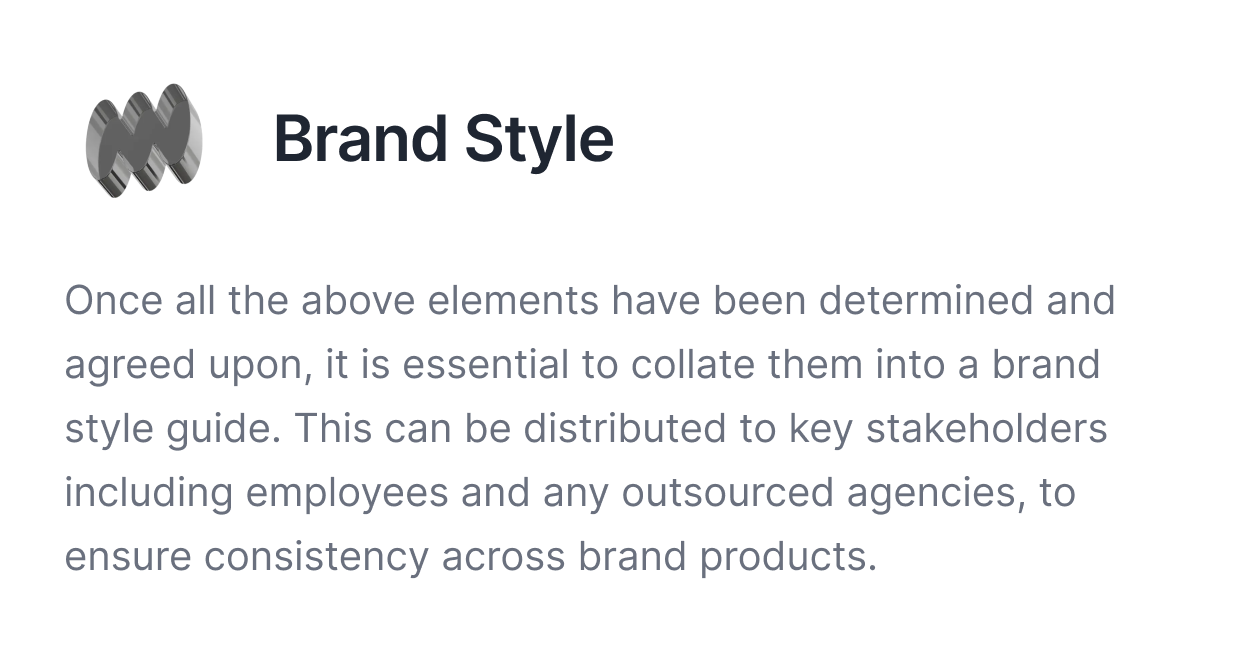 Brand Style
Once all the above elements have been determined and
agreed upon, it is essential to collate them into a brand
style guide. This can be distributed to key stakeholders
including employees and any outsourced agencies, to
ensure consistency across brand products.